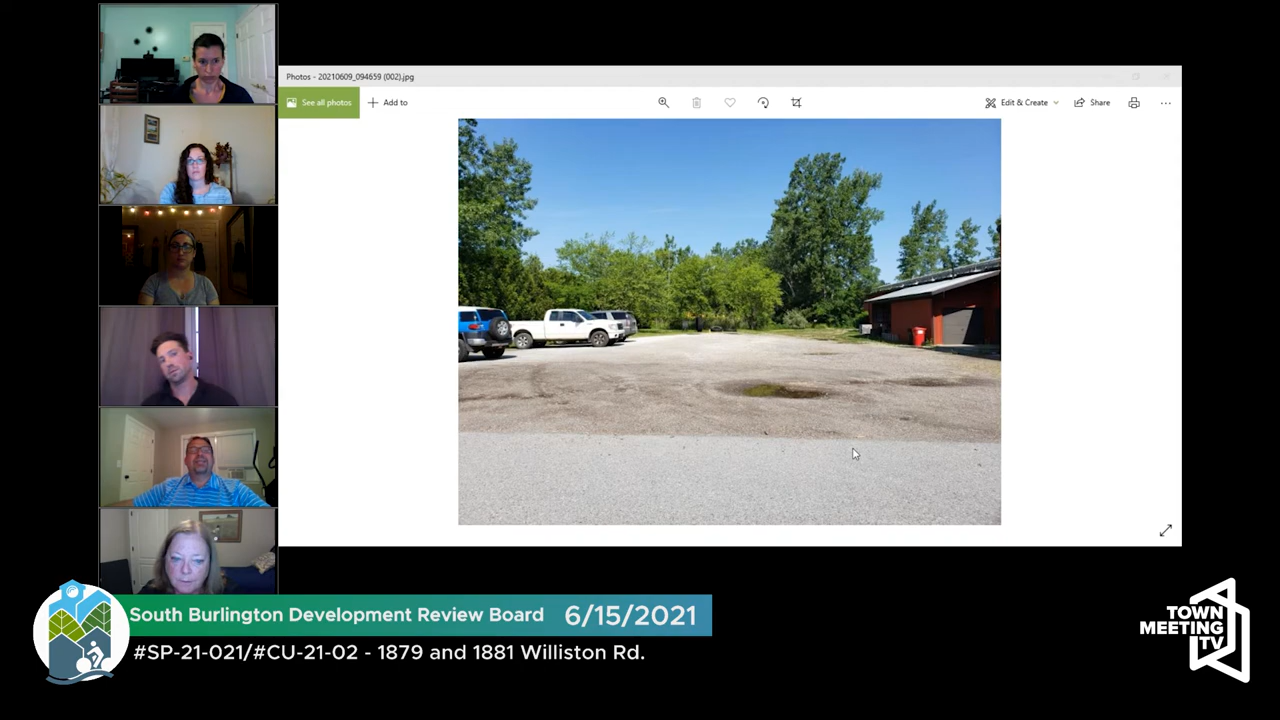 Photos - 20210609_094659 (002).jpg
See all photos
Add to
Edit & Create
Share
South Burlington Development Review Board 6/15/2021
#SP-21-021/#CU-21-02 - 1879 and 1881 Williston Rd.
TOWN
MEETING
TV